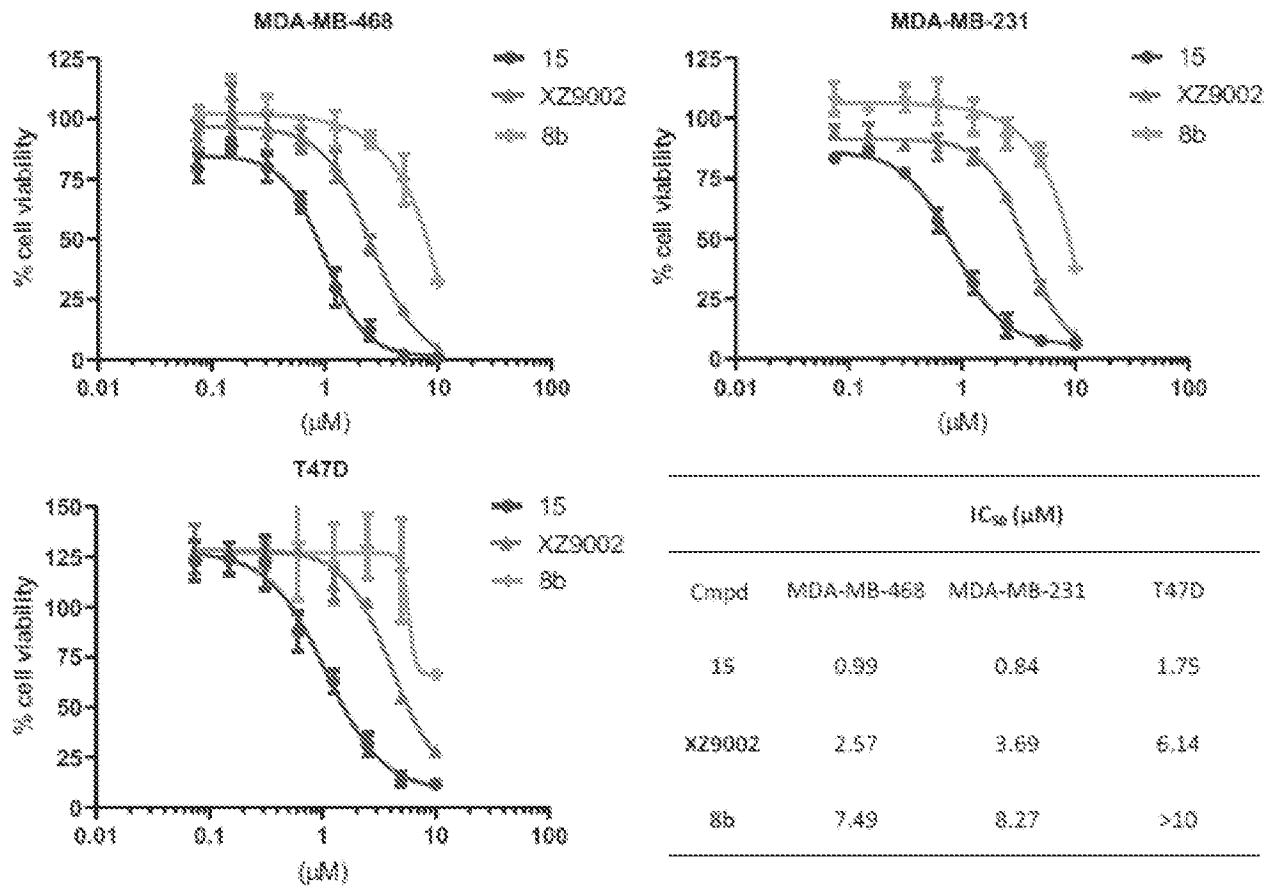 MDA-MB-468
125
100
75
50
25
0
% cell viability
0.01 0.1 1 10 100
(µM)
15
XZ9002
8b
MDA-MB-231
125
100
75
50
25
0
% cell viability
0.01 0.1 1 10 100
(µM)
15
XZ9002
8b
T47D
150
125
100
75
50
25
0
% cell viability
0.01 0.1 1 10 100
(µM)
15
XZ9002
8b
IC₅₀ (µM)
Cmpd MDA-MB-468 MDA-MB-231 T47D
15 0.99 0.84 1.75
XZ9002 2.57 3.69 6.14
8b 7.49 8.27 >10